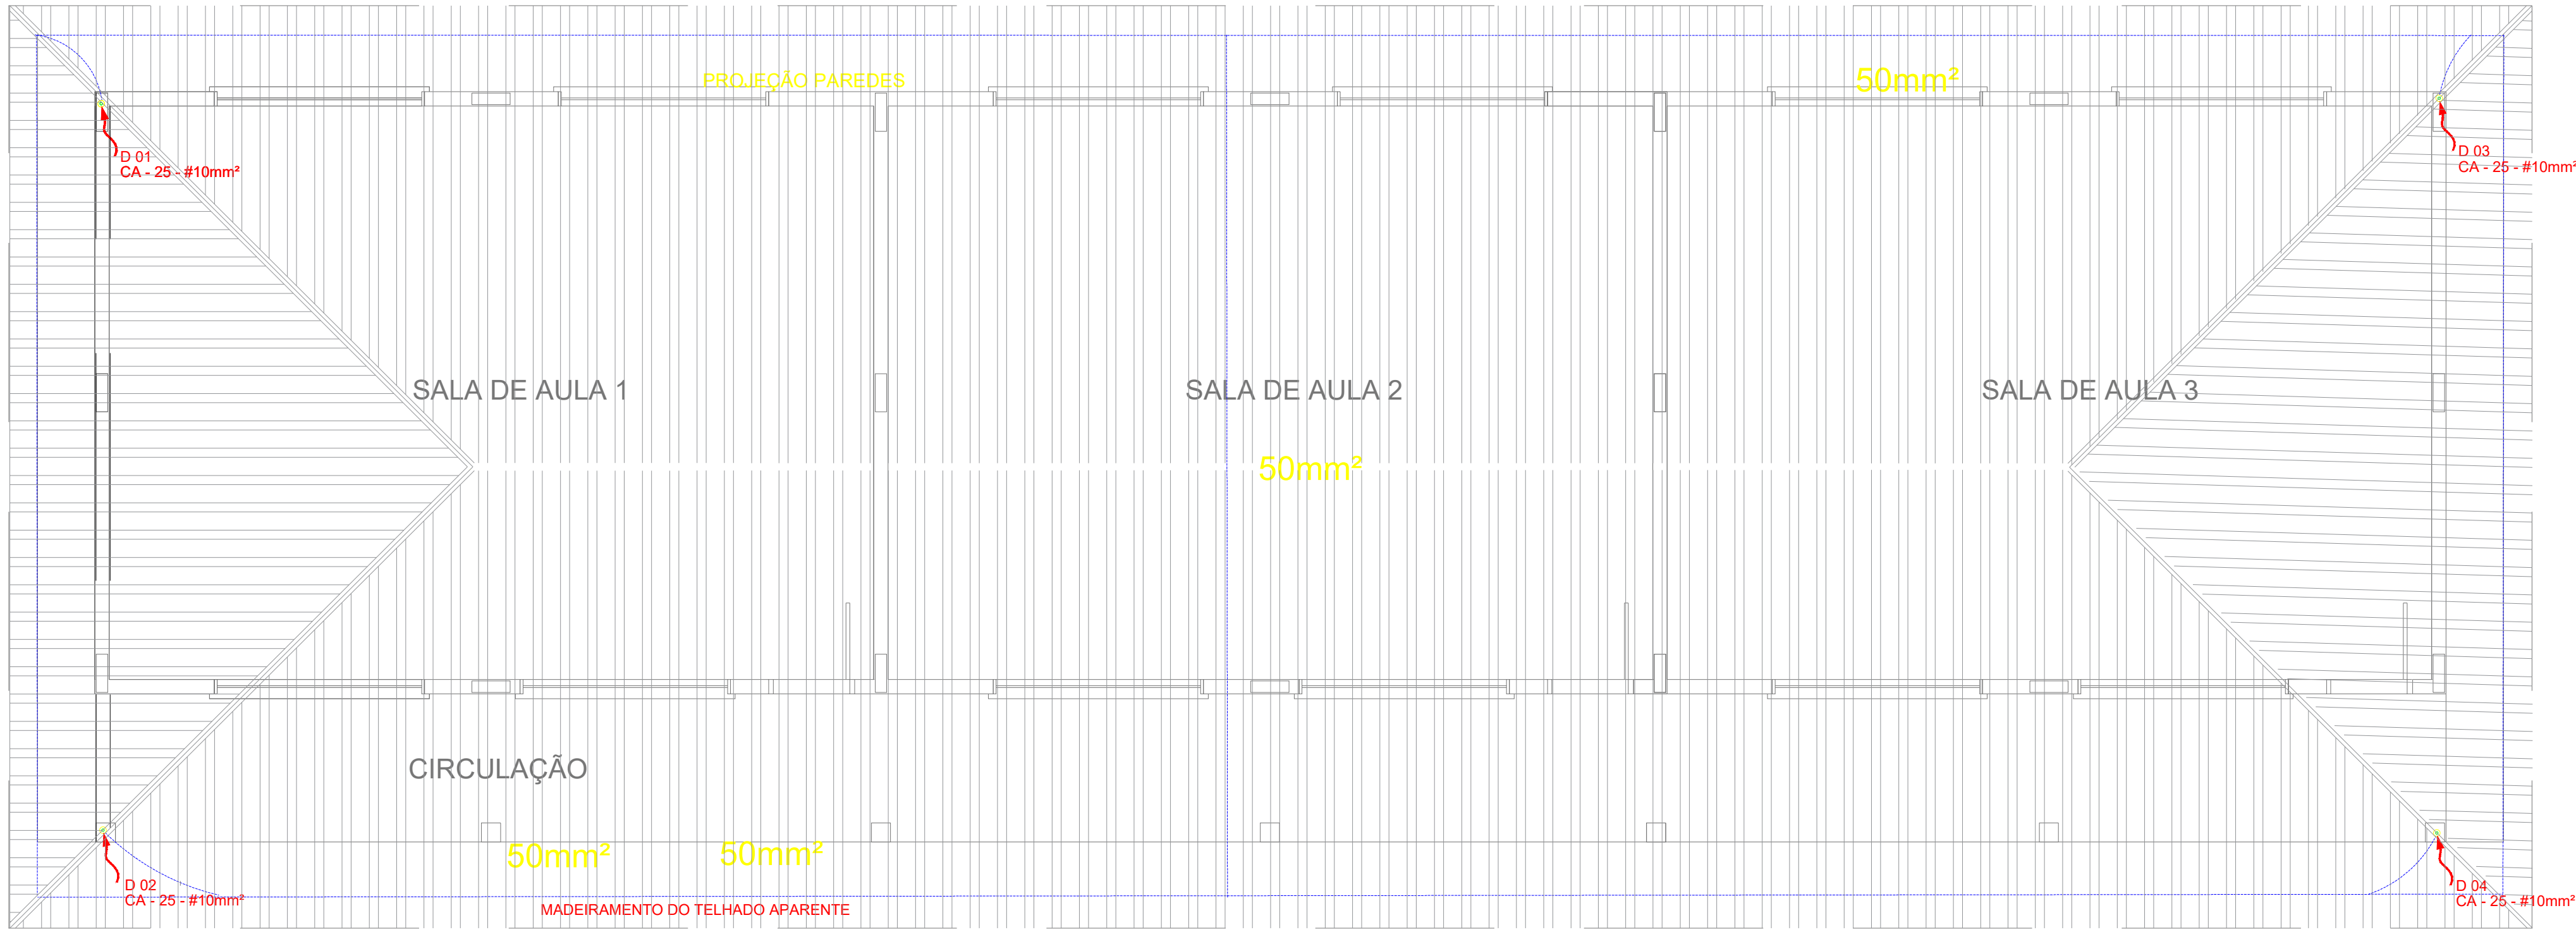 PROJEÇÃO PAREDES
50mm²
D 01
CA - 25 - #10mm²
D 03
CA - 25 - #10mm²
SALA DE AULA 1
SALA DE AULA 2
SALA DE AULA 3
50mm²
CIRCULAÇÃO
50mm²
50mm²
D 02
CA - 25 - #10mm²
D 04
CA - 25 - #10mm²
MADEIRAMENTO DO TELHADO APARENTE